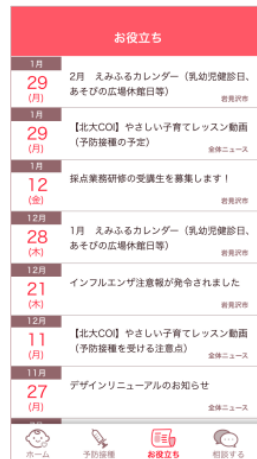 お役立ち
1月
29
(月)
2月　えみふるカレンダー（乳幼児健診日、
あそびの広場休館日等）
岩見沢市
1月
29
(月)
【北大COI】やさしい子育てレッスン動画
（予防接種の予定）
全体ニュース
1月
12
(金)
採点業務研修の受講生を募集します！
岩見沢市
12月
28
(木)
1月　えみふるカレンダー（乳幼児健診日、
あそびの広場休館日等）
岩見沢市
12月
21
(木)
インフルエンザ注意報が発令されました
岩見沢市
12月
11
(月)
【北大COI】やさしい子育てレッスン動画
（予防接種を受ける注意点）
全体ニュース
11月
27
(月)
デザインリニューアルのお知らせ
全体ニュース
ホーム
予防接種
お役立ち
相談する